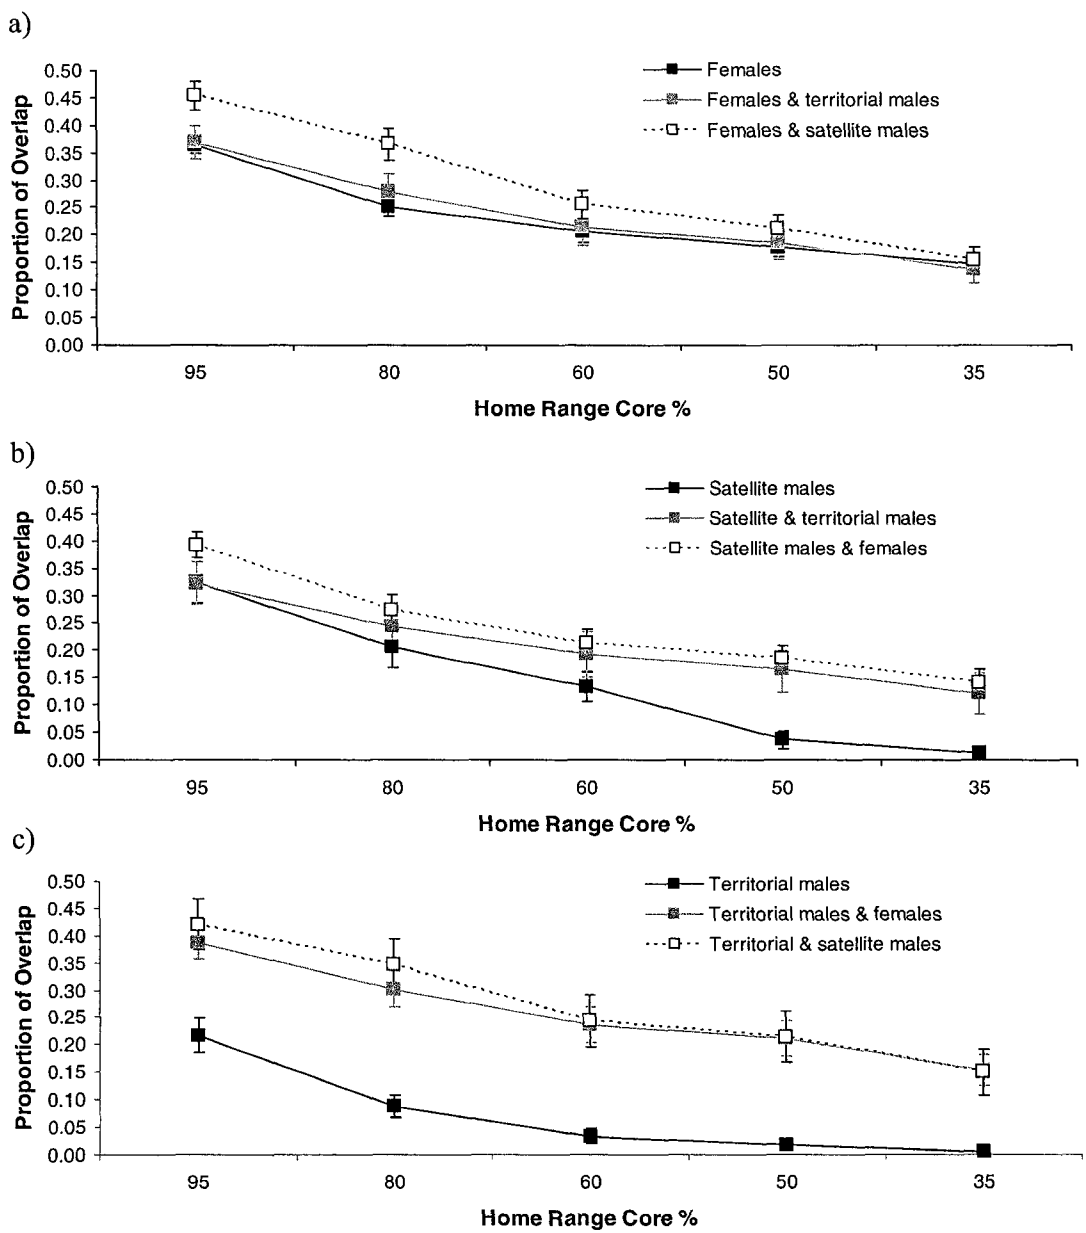 a)
Females
Females & territorial males
Females & satellite males
Proportion of Overlap
0.50
0.45
0.40
0.35
0.30
0.25
0.20
0.15
0.10
0.05
0.00
95 80 60 50 35
Home Range Core %
b)
Satellite males
Satellite & territorial males
Satellite males & females
Proportion of Overlap
0.50
0.45
0.40
0.35
0.30
0.25
0.20
0.15
0.10
0.05
0.00
95 80 60 50 35
Home Range Core %
c)
Territorial males
Territorial males & females
Territorial & satellite males
Proportion of Overlap
0.50
0.45
0.40
0.35
0.30
0.25
0.20
0.15
0.10
0.05
0.00
95 80 60 50 35
Home Range Core %